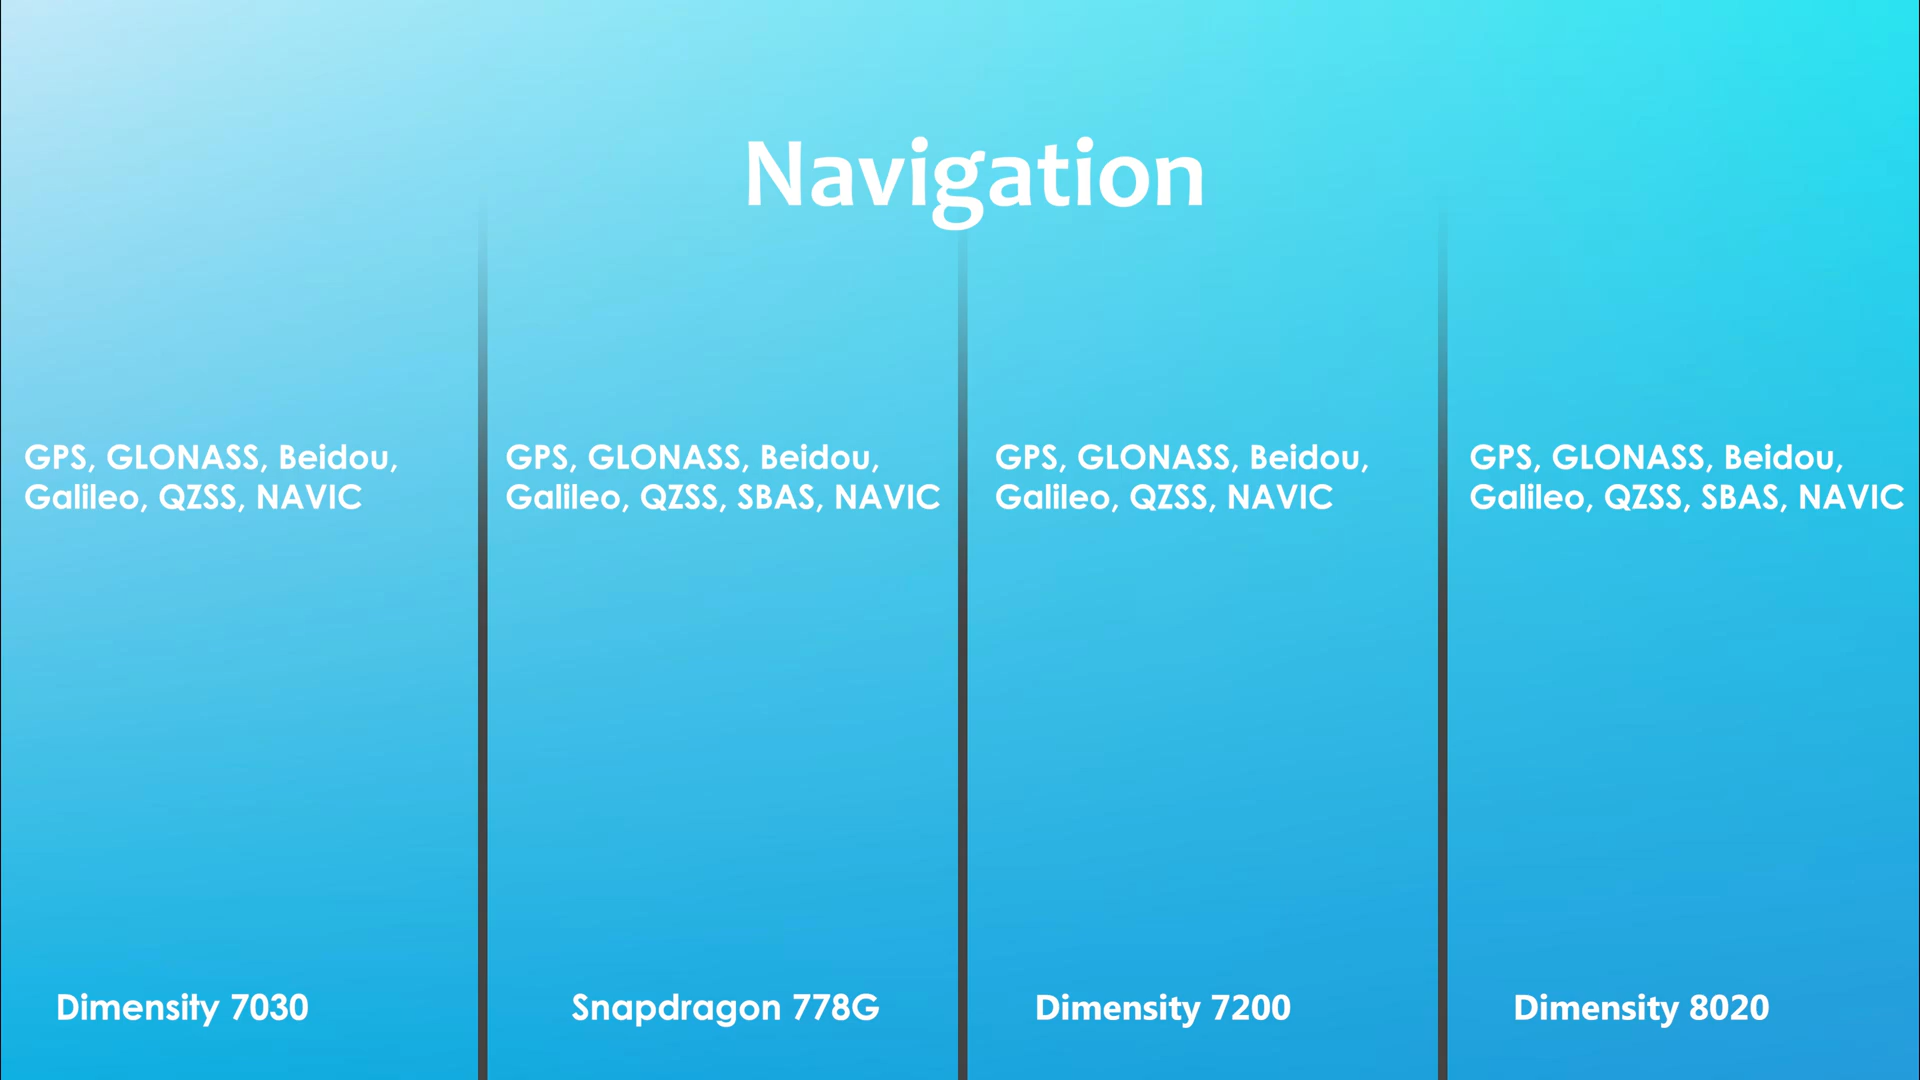 Navigation
GPS, GLONASS, Beidou,
Galileo, QZSS, NAVIC
GPS, GLONASS, Beidou,
Galileo, QZSS, SBAS, NAVIC
GPS, GLONASS, Beidou,
Galileo, QZSS, NAVIC
GPS, GLONASS, Beidou,
Galileo, QZSS, SBAS, NAVIC
Dimensity 7030
Snapdragon 778G
Dimensity 7200
Dimensity 8020